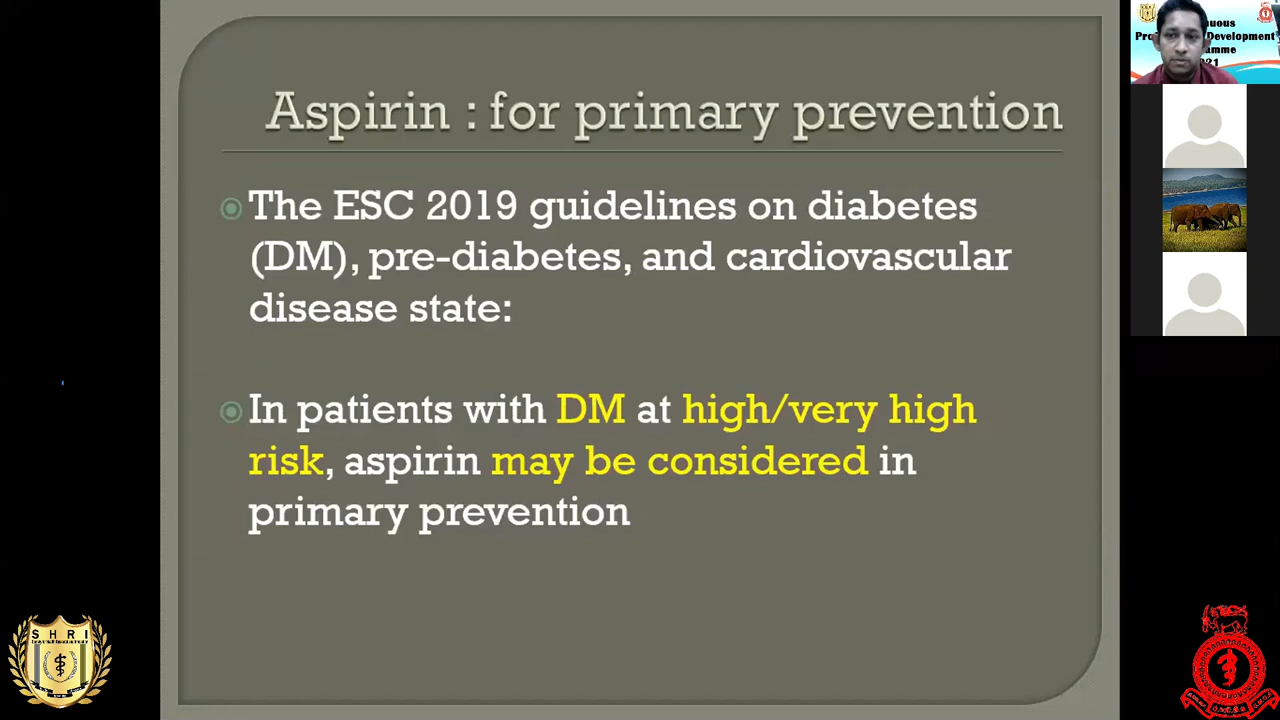 Aspirin : for primary prevention
The ESC 2019 guidelines on diabetes
(DM), pre-diabetes, and cardiovascular
disease state:
In patients with DM at high/very high
risk, aspirin may be considered in
primary prevention
Development
S H R I